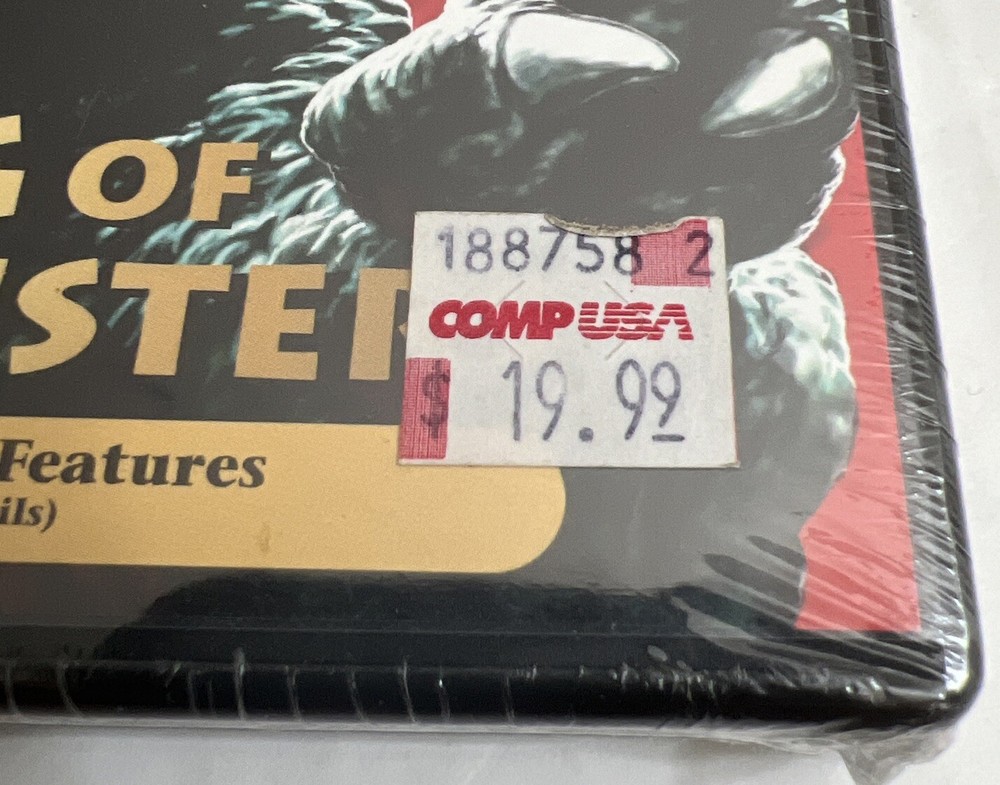 G OF
STER
188758 2
COMPUSA
$ 19.99
Features
ils)